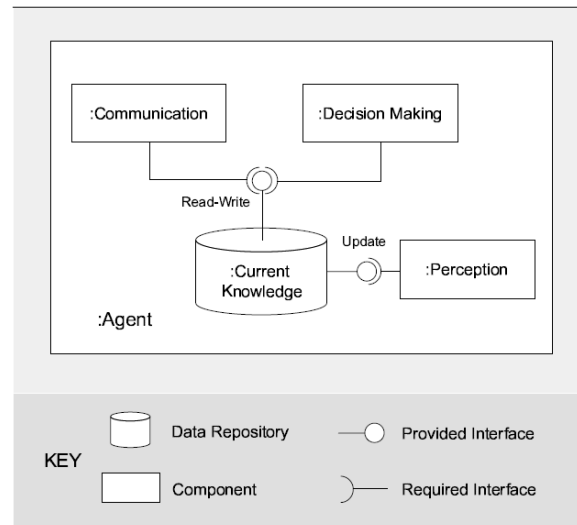 :Communication
:Decision Making
Read-Write
Update
:Current
Knowledge
:Perception
:Agent
KEY
Data Repository
Provided Interface
Component
Required Interface